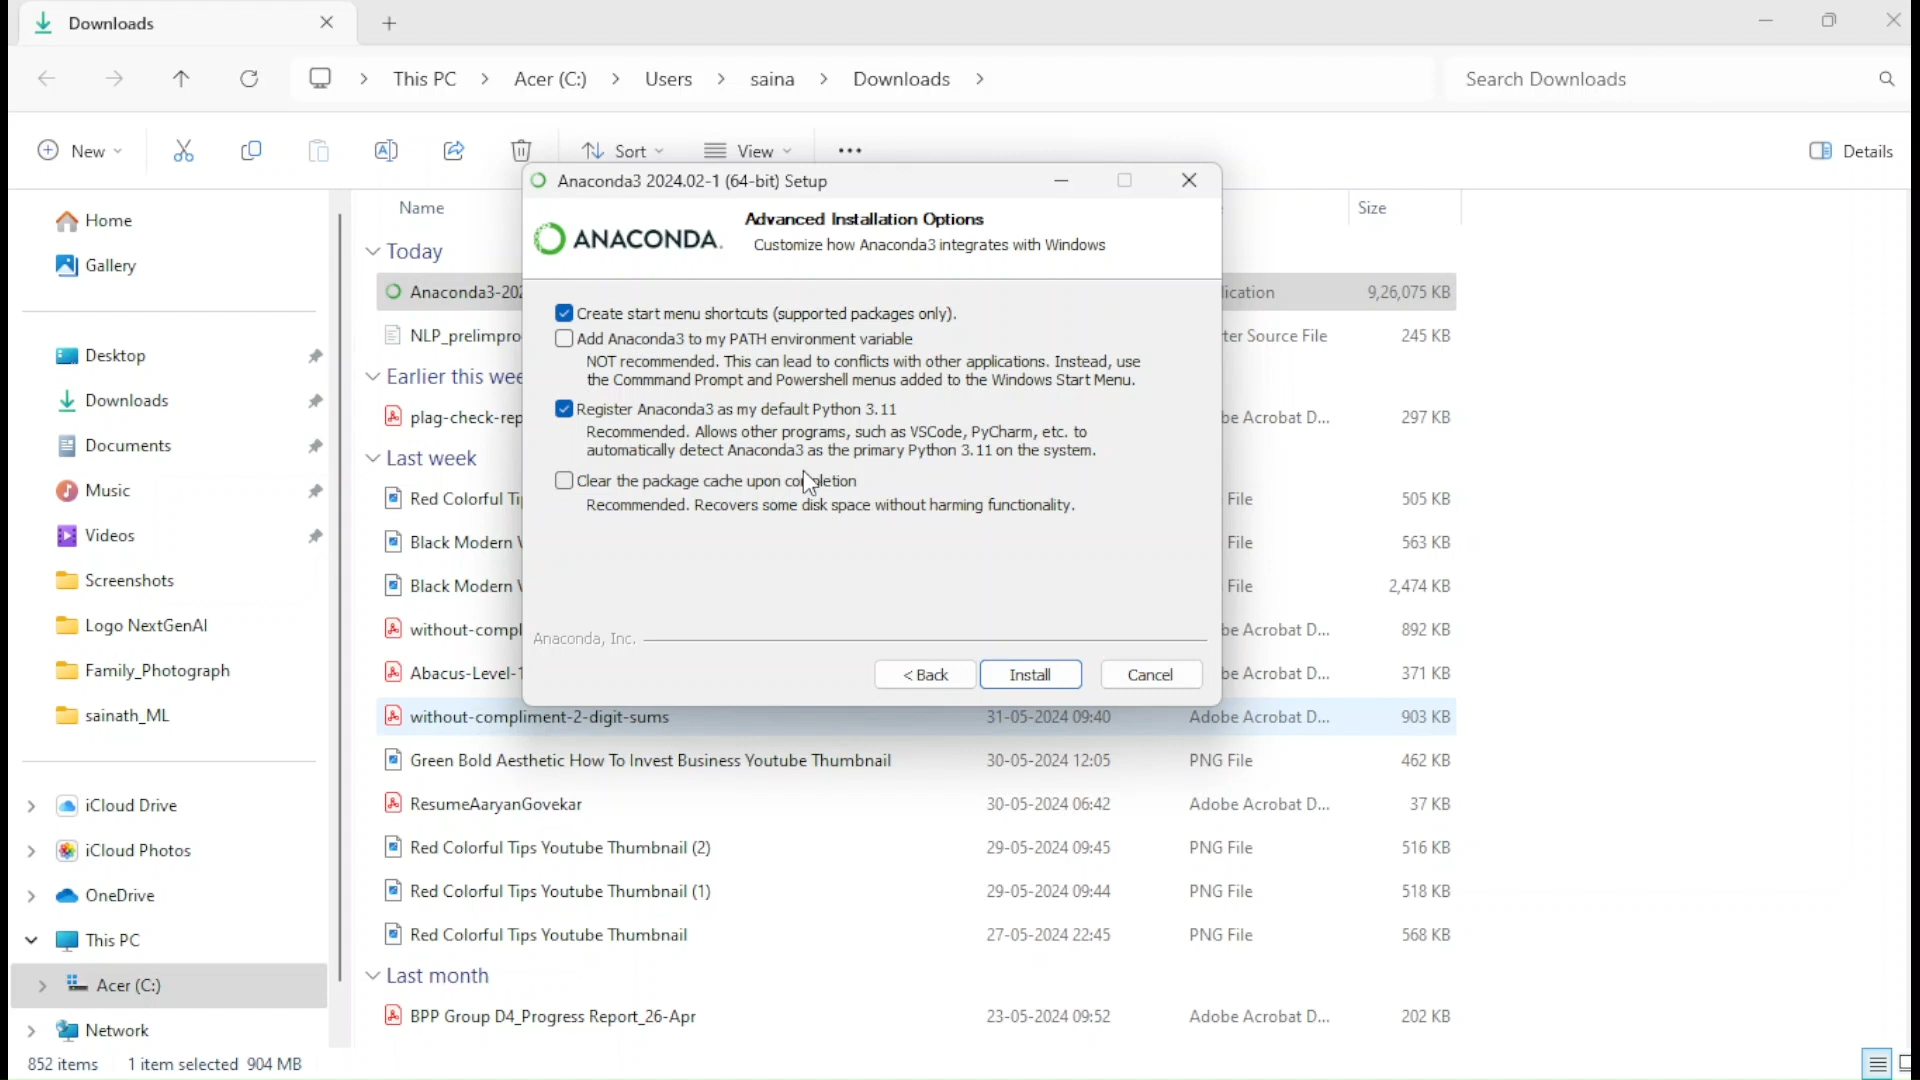 Downloads
This PC > Acer (C:) > Users > saina > Downloads >
Search Downloads
New
Sort
View
Details
Home
Gallery
Desktop
Downloads
Documents
Music
Videos
Screenshots
Logo NextGenAI
Family_Photograph
sainath_ML
iCloud Drive
iCloud Photos
OneDrive
This PC
Acer (C:)
Network
852 items 1 item selected 904 MB
Name Size
Today
Anaconda3-202 lication 9,26,075 KB
NLP_prelimpro ter Source File 245 KB
Earlier this wee
plag-check-rep be Acrobat D... 297 KB
Last week
Red Colorful Ti File 505 KB
Black Modern File 563 KB
Black Modern File 2,474 KB
without-compl be Acrobat D... 892 KB
Abacus-Level-1 be Acrobat D... 371 KB
without-compliment-2-digit-sums 31-05-2024 09:40 Adobe Acrobat D... 903 KB
Green Bold Aesthetic How To Invest Business Youtube Thumbnail 30-05-2024 12:05 PNG File 462 KB
ResumeAaryanGovekar 30-05-2024 06:42 Adobe Acrobat D... 37 KB
Red Colorful Tips Youtube Thumbnail (2) 29-05-2024 09:45 PNG File 516 KB
Red Colorful Tips Youtube Thumbnail (1) 29-05-2024 09:44 PNG File 518 KB
Red Colorful Tips Youtube Thumbnail 27-05-2024 22:45 PNG File 568 KB
Last month
BPP Group D4_Progress Report_26-Apr 23-05-2024 09:52 Adobe Acrobat D... 202 KB
Anaconda3 2024.02-1 (64-bit) Setup
ANACONDA.
Advanced Installation Options
Customize how Anaconda3 integrates with Windows
Create start menu shortcuts (supported packages only).
Add Anaconda3 to my PATH environment variable
NOT recommended. This can lead to conflicts with other applications. Instead, use
the Commmand Prompt and Powershell menus added to the Windows Start Menu.
Register Anaconda3 as my default Python 3.11
Recommended. Allows other programs, such as VSCode, PyCharm, etc. to
automatically detect Anaconda3 as the primary Python 3.11 on the system.
Clear the package cache upon completion
Recommended. Recovers some disk space without harming functionality.
Anaconda, Inc.
< Back Install Cancel